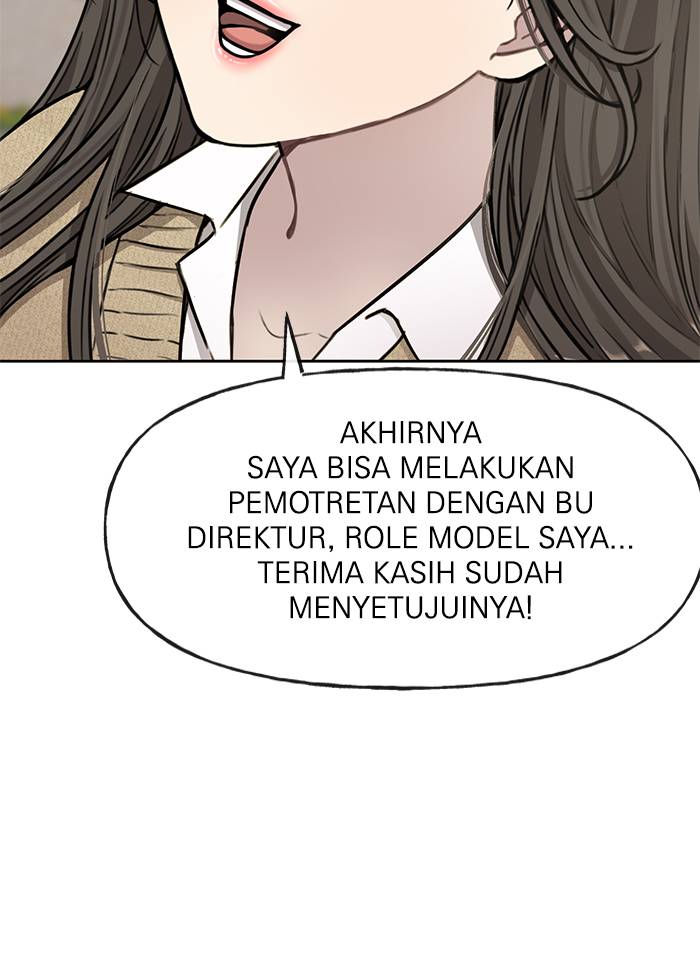 AKHIRNYA
SAYA BISA MELAKUKAN
PEMOTRETAN DENGAN BU
DIREKTUR, ROLE MODEL SAYA...
TERIMA KASIH SUDAH
MENYETUJUINYA!